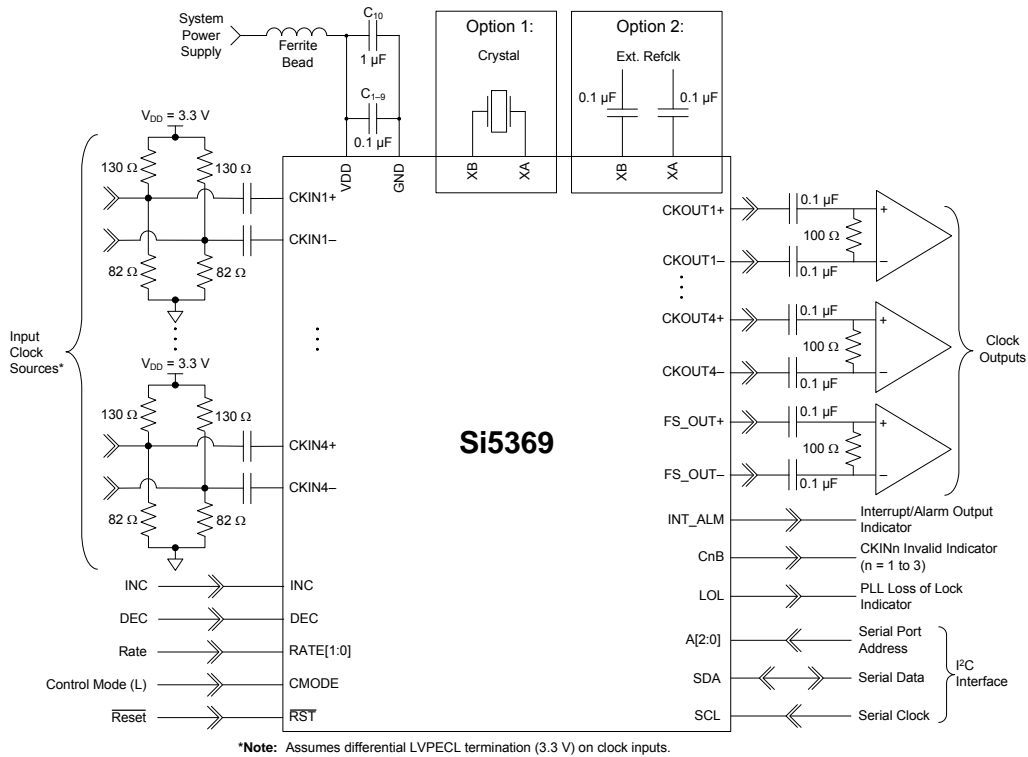 System
Power
Supply
Ferrite
Bead
C10
1 µF
C1–9
0.1 µF
Option 1:
Crystal
XB
XA
Option 2:
Ext. Refclk
0.1 µF
0.1 µF
XB
XA
VDD
GND
VDD = 3.3 V
130 Ω
130 Ω
CKIN1+
CKIN1–
82 Ω
82 Ω
Input
Clock
Sources*
VDD = 3.3 V
130 Ω
130 Ω
CKIN4+
CKIN4–
82 Ω
82 Ω
INC
INC
DEC
DEC
Rate
RATE[1:0]
Control Mode (L)
CMODE
Reset
RST
Si5369
CKOUT1+
0.1 µF
+
100 Ω
CKOUT1–
–
0.1 µF
CKOUT4+
0.1 µF
+
100 Ω
CKOUT4–
–
0.1 µF
FS_OUT+
0.1 µF
+
100 Ω
FS_OUT–
–
0.1 µF
Clock
Outputs
INT_ALM
Interrupt/Alarm Output
Indicator
CnB
CKINn Invalid Indicator
(n = 1 to 3)
LOL
PLL Loss of Lock
Indicator
A[2:0]
Serial Port
Address
SDA
Serial Data
SCL
Serial Clock
I²C
Interface
*Note: Assumes differential LVPECL termination (3.3 V) on clock inputs.